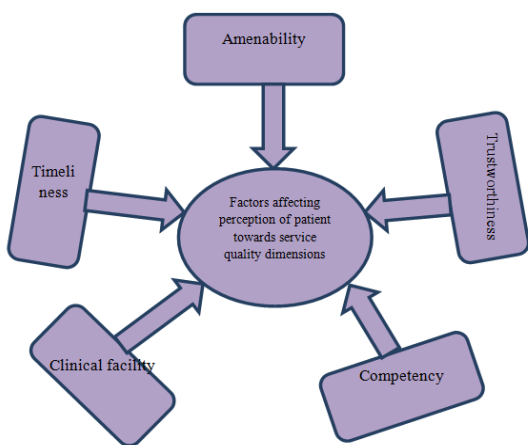 Amenability
Timeli
ness
Trustworthiness
Factors affecting
perception of patient
towards service
quality dimensions
Clinical facility
Competency